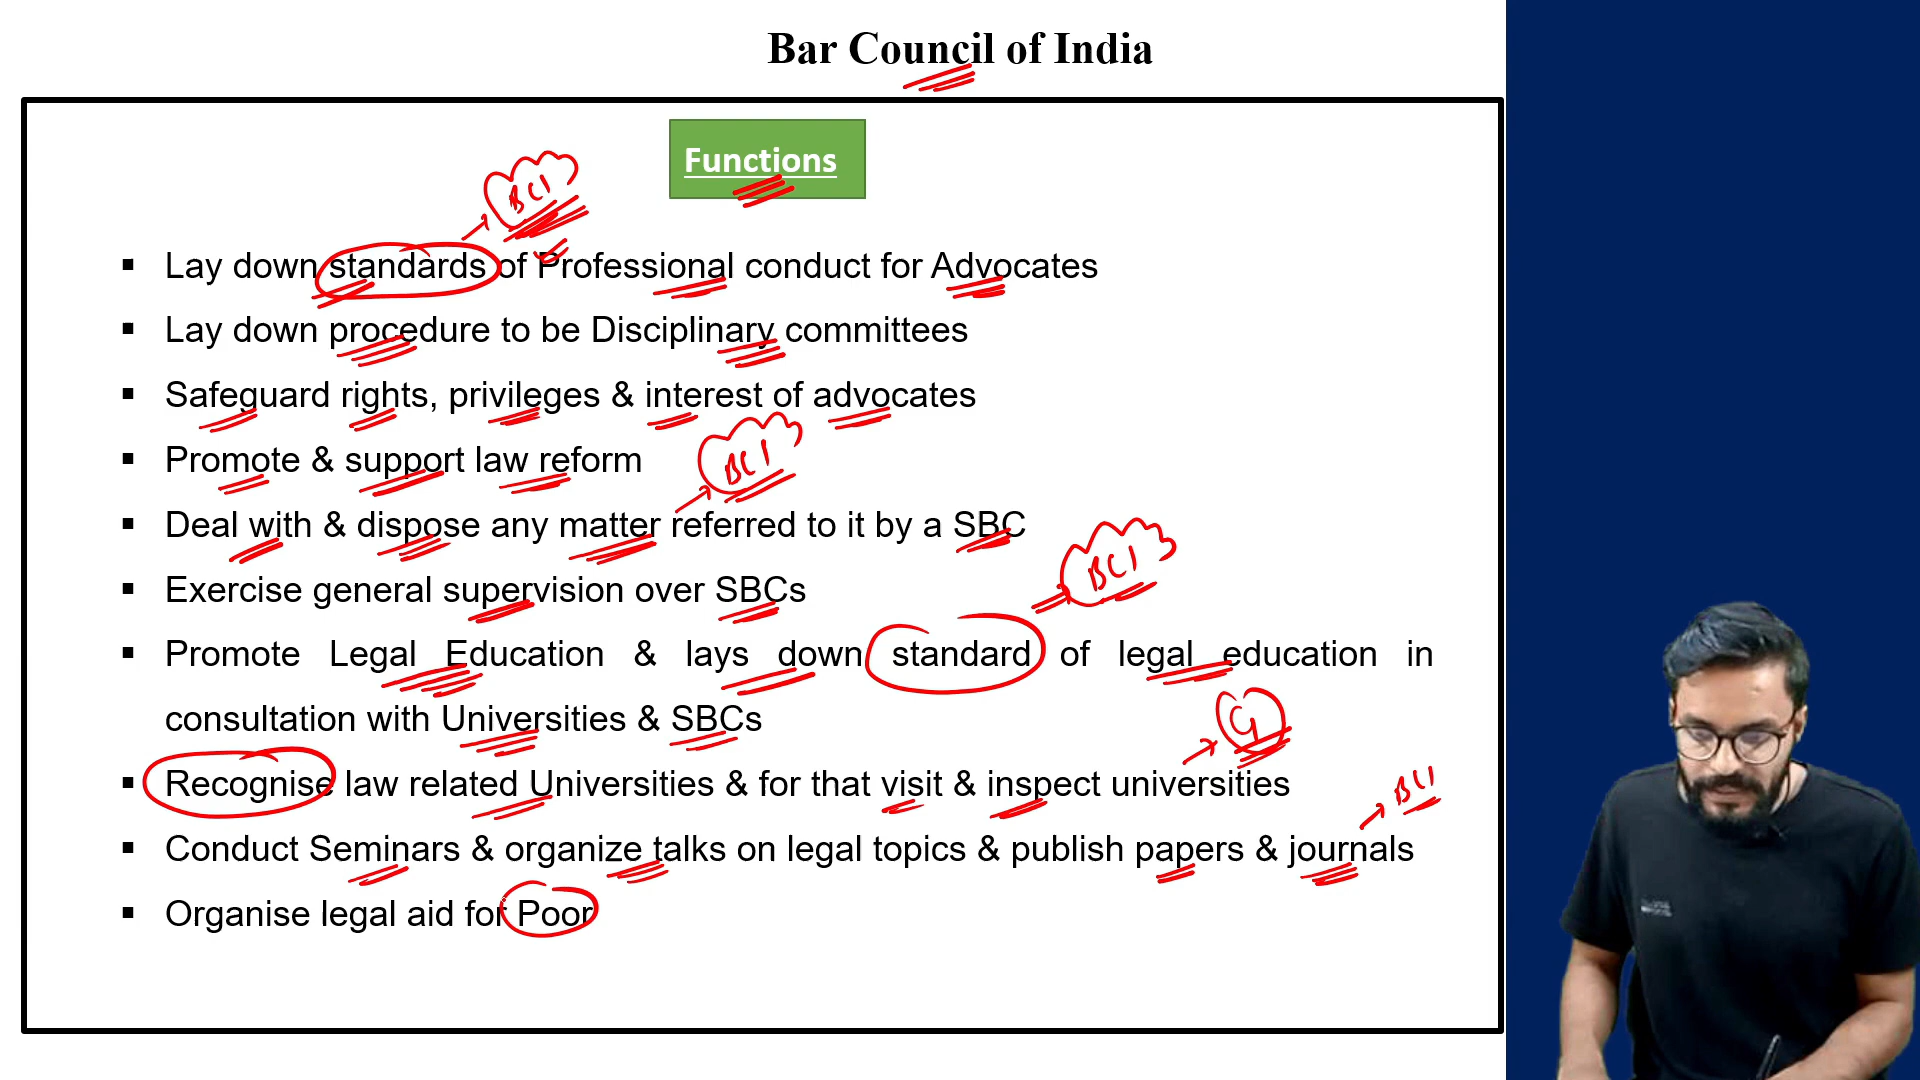 Bar Council of India
Functions
BCI
▪ Lay down standards of Professional conduct for Advocates
▪ Lay down procedure to be Disciplinary committees
▪ Safeguard rights, privileges & interest of advocates
BCI
▪ Promote & support law reform
▪ Deal with & dispose any matter referred to it by a SBC
BCI
▪ Exercise general supervision over SBCs
▪ Promote Legal Education & lays down standard of legal education in
consultation with Universities & SBCs
▪ Recognise law related Universities & for that visit & inspect universities
BCI
▪ Conduct Seminars & organize talks on legal topics & publish papers & journals
▪ Organise legal aid for Poor